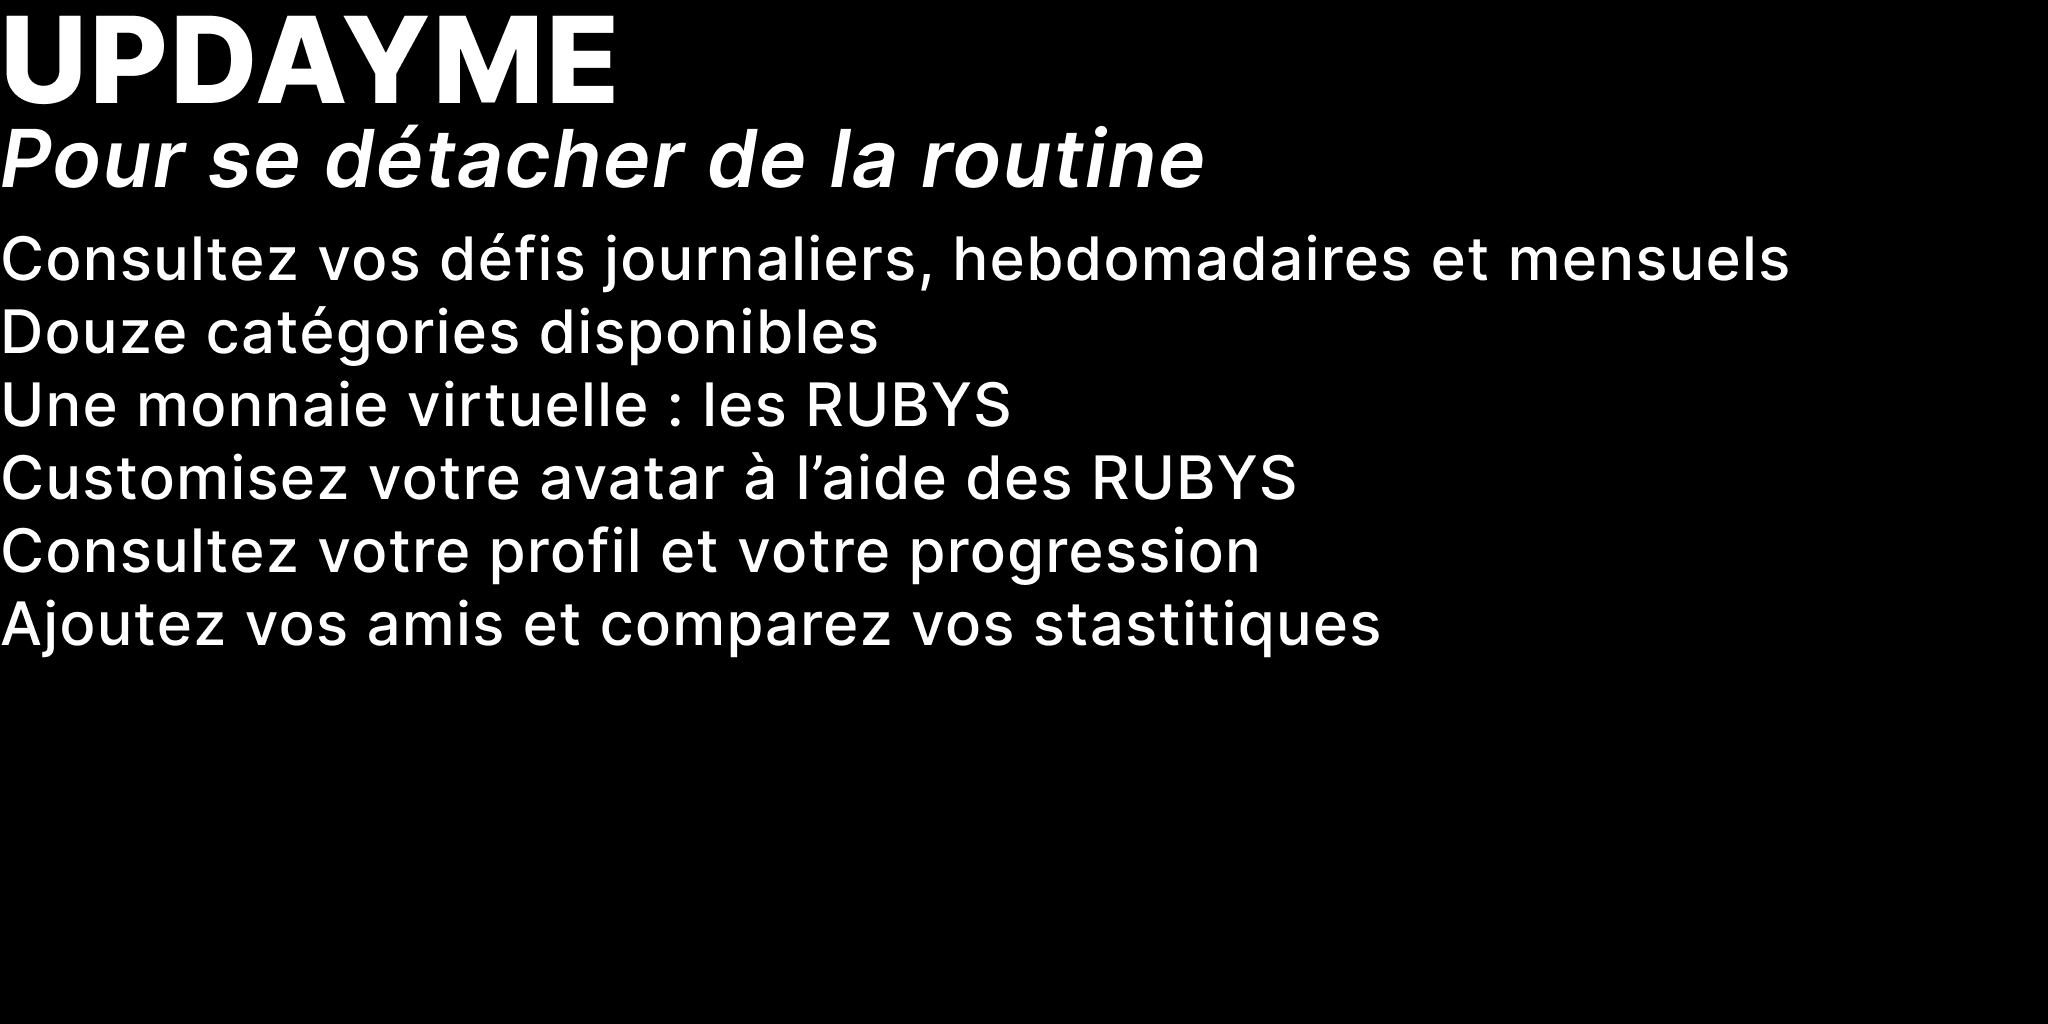 UPDAYME
Pour se détacher de la routine
Consultez vos défis journaliers, hebdomadaires et mensuels
Douze catégories disponibles
Une monnaie virtuelle : les RUBYS
Customisez votre avatar à l’aide des RUBYS
Consultez votre profil et votre progression
Ajoutez vos amis et comparez vos stastitiques